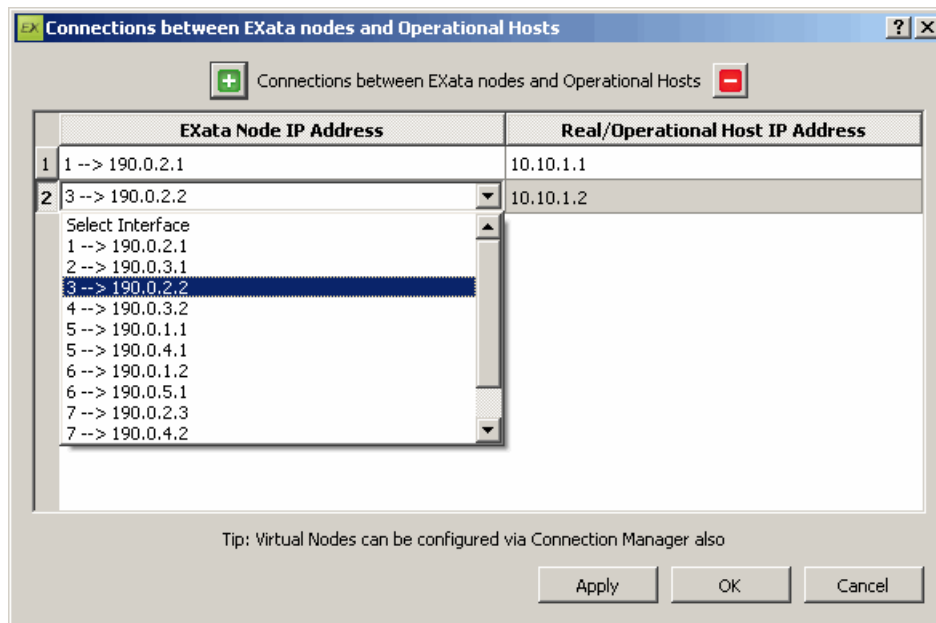 EX Connections between EXata nodes and Operational Hosts ? X
Connections between EXata nodes and Operational Hosts
EXata Node IP Address Real/Operational Host IP Address
1 1 --> 190.0.2.1 10.10.1.1
2 3 --> 190.0.2.2 10.10.1.2
Select Interface
1 --> 190.0.2.1
2 --> 190.0.3.1
3 --> 190.0.2.2
4 --> 190.0.3.2
5 --> 190.0.1.1
5 --> 190.0.4.1
6 --> 190.0.1.2
6 --> 190.0.5.1
7 --> 190.0.2.3
7 --> 190.0.4.2
Tip: Virtual Nodes can be configured via Connection Manager also
Apply OK Cancel